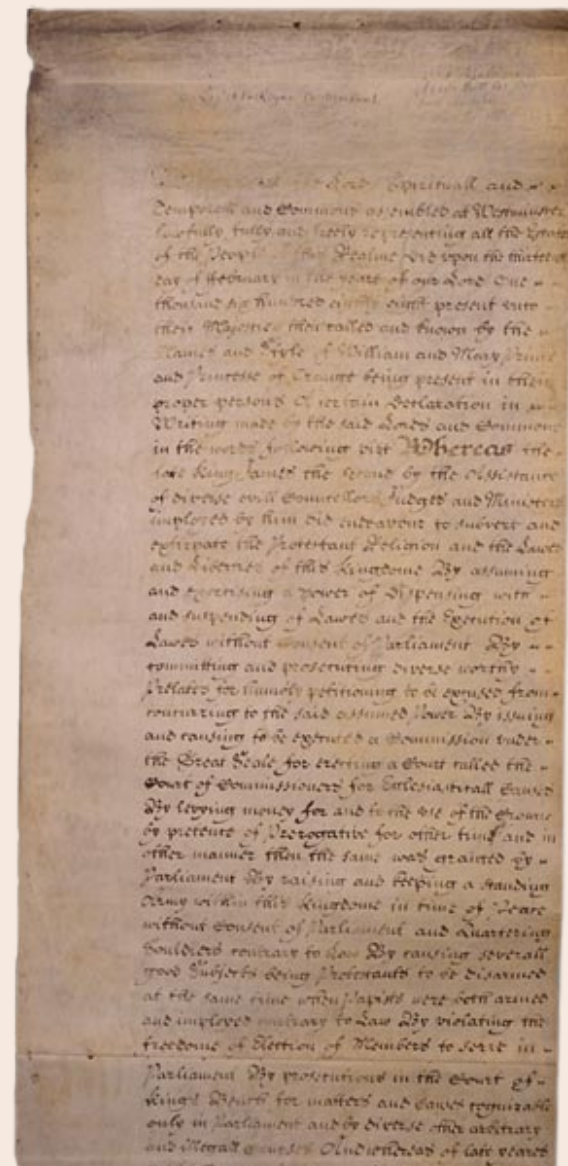 Lords Spirituall and
Temporall and Commons assembled at Westminster
lawfully fully and freely representing all the Estates
of the People of this Realme did upon the thirteenth
day of February in the yeare of our Lord One
thousand six hundred eighty eight present unto
their Majesties then called and known by the
Names and Stile of William and Mary Prince
and Princesse of Orange being present in their
proper persons A certain Declaration in
Writing made by the said Lords and Commons
in the words following vizt Whereas the
late King James the second by the Assistance
of diverse evill Councellors Judges and Ministers
imployed by him did endeavour to subvert and
extirpate the Protestant Religion and the Lawes
and Liberties of this Kingdome By assuming
and exercising a power of Dispensing with
and suspending of Lawes and the Execution of
Lawes without Consent of Parliament By
committing and prosecuting diverse worthy
Prelates for humbly petitioning to be excused from
concurring to the said assumed Power By issuing
and causing to be executed a Commission under
the Great Seale for erecting a Court called the
Court of Commissioners for Ecclesiasticall Causes
By levying money for and to the use of the Crowne
by pretence of Prerogative for other time and in
other manner then the same was granted by
Parliament By raising and keeping a standing
Army within this Kingdome in time of Peace
without Consent of Parliament and Quartering
Souldiers contrary to Law By causing severall
good Subjects being Protestants to be disarmed
at the same time when Papists were both armed
and imployed contrary to Law By violating the
freedome of Election of Members to serve in
Parliament By prosecutions in the Court of
Kings Bench for matters and causes cognizable
only in Parliament and by diverse other arbitrary
and illegall courses And whereas of late yeares